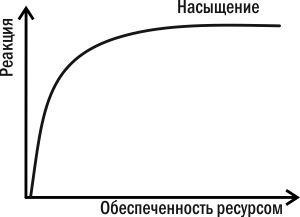 Насыщение
Реакция
Обеспеченность ресурсом